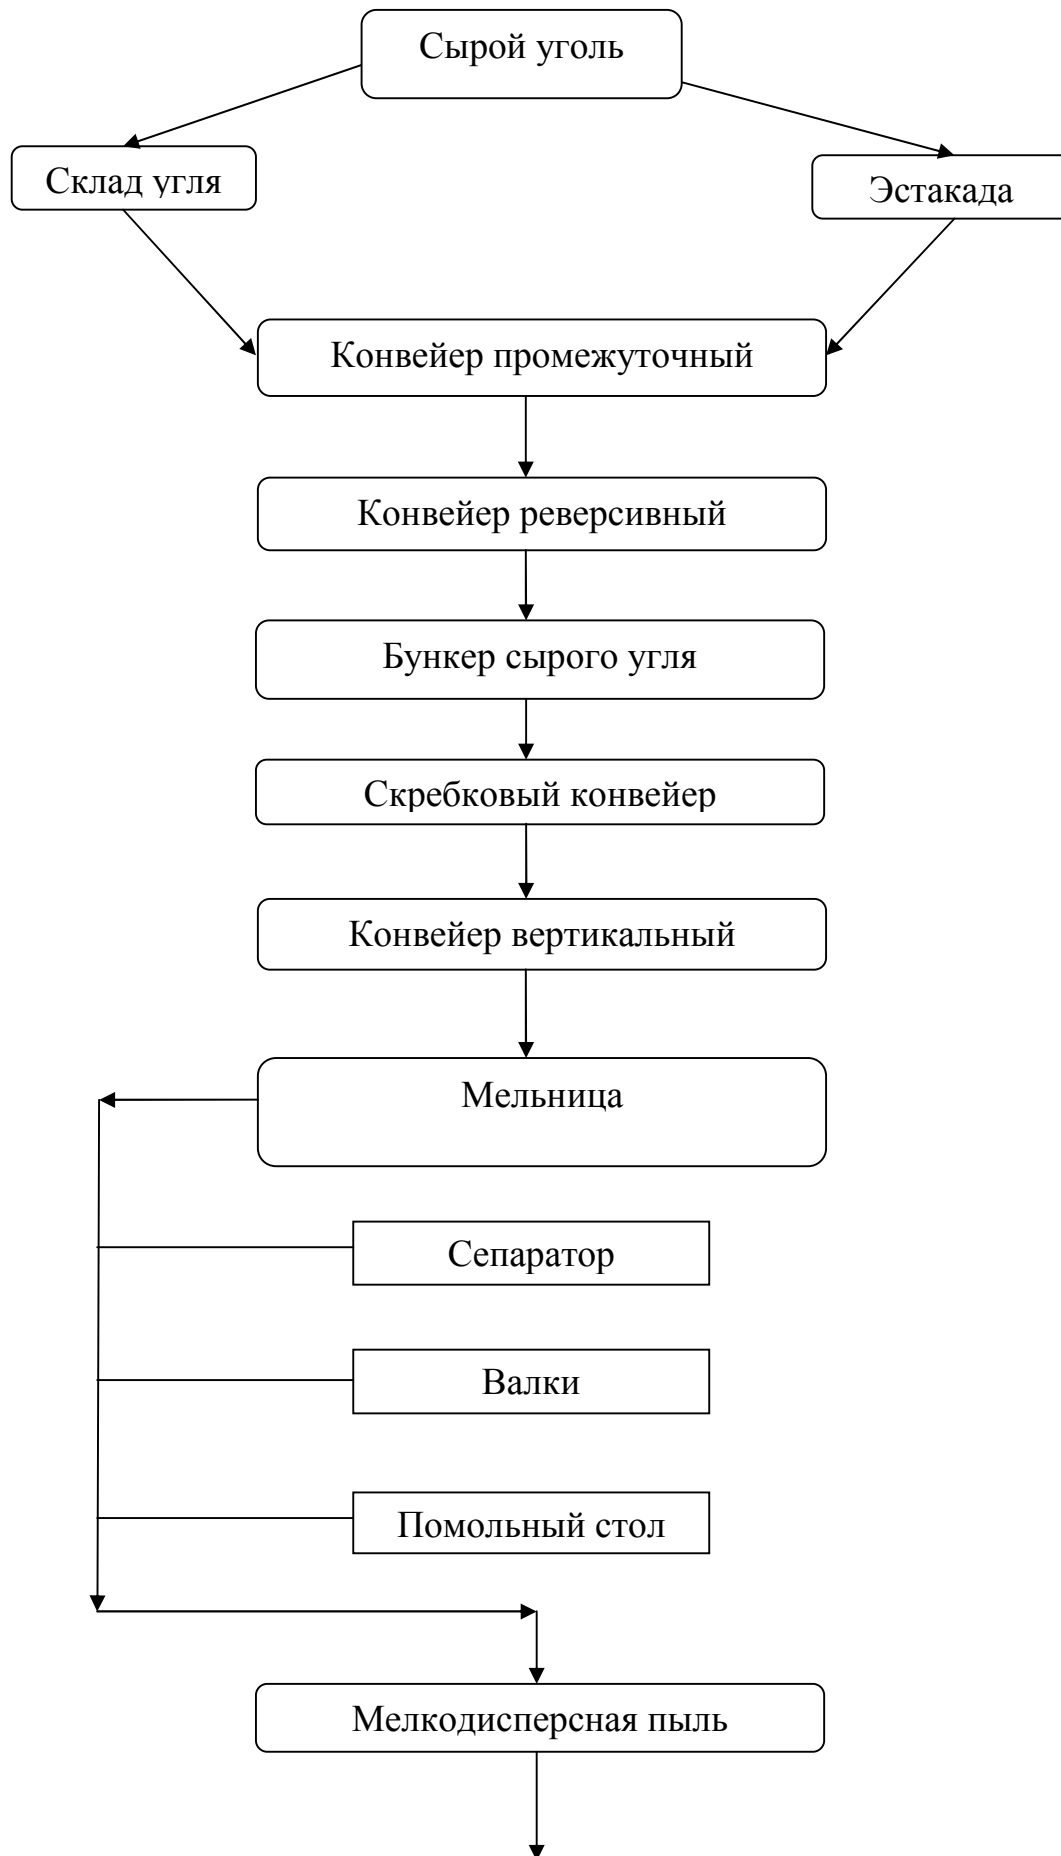 Сырой уголь
Склад угля
Эстакада
Конвейер промежуточный
Конвейер реверсивный
Бункер сырого угля
Скребковый конвейер
Конвейер вертикальный
Мельница
Сепаратор
Валки
Помольный стол
Мелкодисперсная пыль